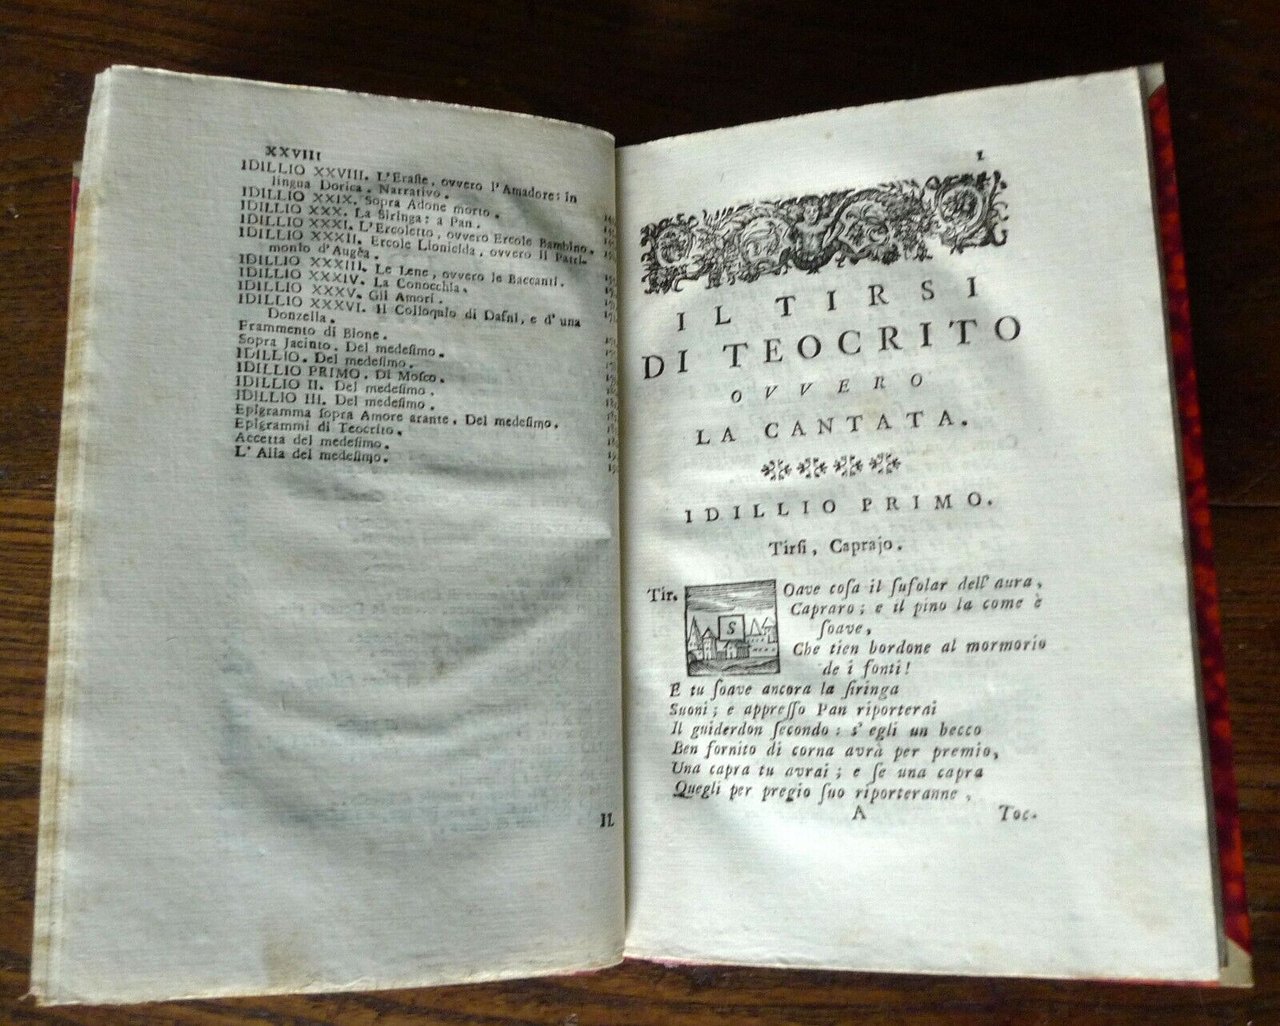 XXVIII
IDILLIO XXVIII. L'Eraſte, ovvero l'Amadore: in
lingua Dorica. Narrativo.
IDILLIO XXIX. Sopra Adone morto.
IDILLIO XXX. La Siringa: a Pan.
IDILLIO XXXI. L'Ercoletto, ovvero Ercole Bambino.
IDILLIO XXXII. Ercole Lionicida, ovvero il Patri-
monio d'Augèa.
IDILLIO XXXIII. Le Lene, ovvero le Baccanti.
IDILLIO XXXIV. La Conocchia.
IDILLIO XXXV. Gli Amori.
IDILLIO XXXVI. Il Colloquio di Dafni, e d' una
Donzella.
Frammento di Bione.
Sopra Jacinto. Del medeſimo.
IDILLIO. Del medeſimo.
IDILLIO PRIMO. Di Moſco.
IDILLIO II. Del medeſimo.
IDILLIO III. Del medeſimo.
Epigramma ſopra Amore arante. Del medeſimo.
Epigrammi di Teocrito.
Accetta del medeſimo.
L' Alia del medeſimo.
IL
1
IL TIRSI
DI TEOCRITO
OVVERO
LA CANTATA.
IDILLIO PRIMO.
Tirſi, Caprajo.
Tir. SOave coſa il ſuſolar dell' aura,
Capraro; e il pino la come è
ſoave,
Che tien bordone al mormorio
de i fonti!
E tu ſoave ancora la ſiringa
Suoni; e appreſſo Pan riporterai
Il guiderdon ſecondo: s' egli un becco
Ben fornito di corna avrà per premio,
Una capra tu avrai; e ſe una capra
Quegli per pregio ſuo riporteranne,
A
Toc-